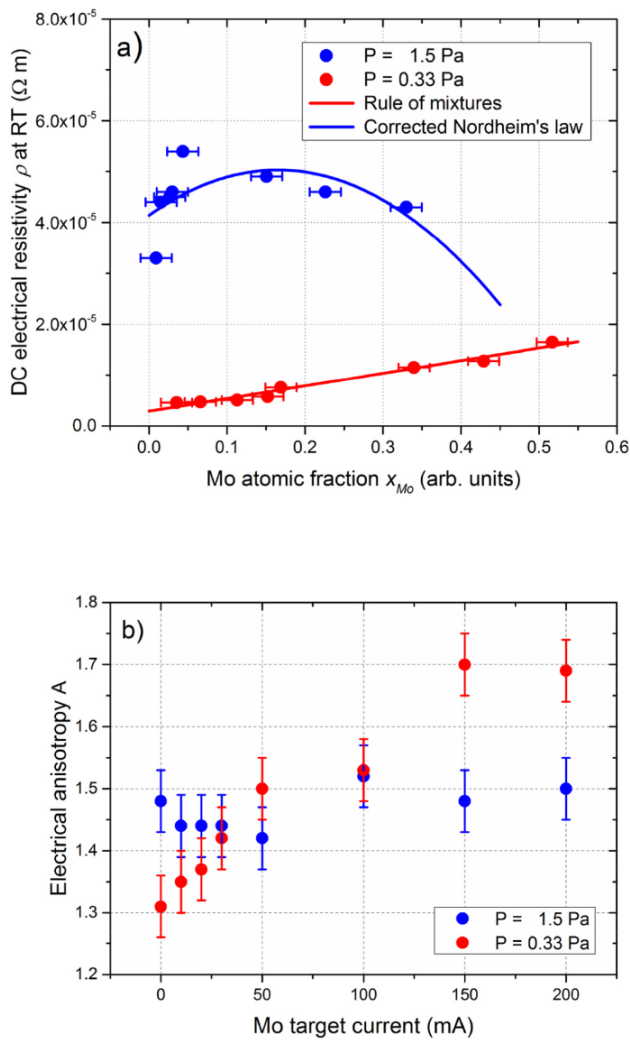 a)
P = 1.5 Pa
P = 0.33 Pa
Rule of mixtures
Corrected Nordheim's law
DC electrical resistivity ρ at RT (Ω m)
8.0x10⁻⁵
6.0x10⁻⁵
4.0x10⁻⁵
2.0x10⁻⁵
0.0
0.0 0.1 0.2 0.3 0.4 0.5 0.6
Mo atomic fraction x_Mo (arb. units)
b)
Electrical anisotropy A
1.8
1.7
1.6
1.5
1.4
1.3
1.2
P = 1.5 Pa
P = 0.33 Pa
0 50 100 150 200
Mo target current (mA)